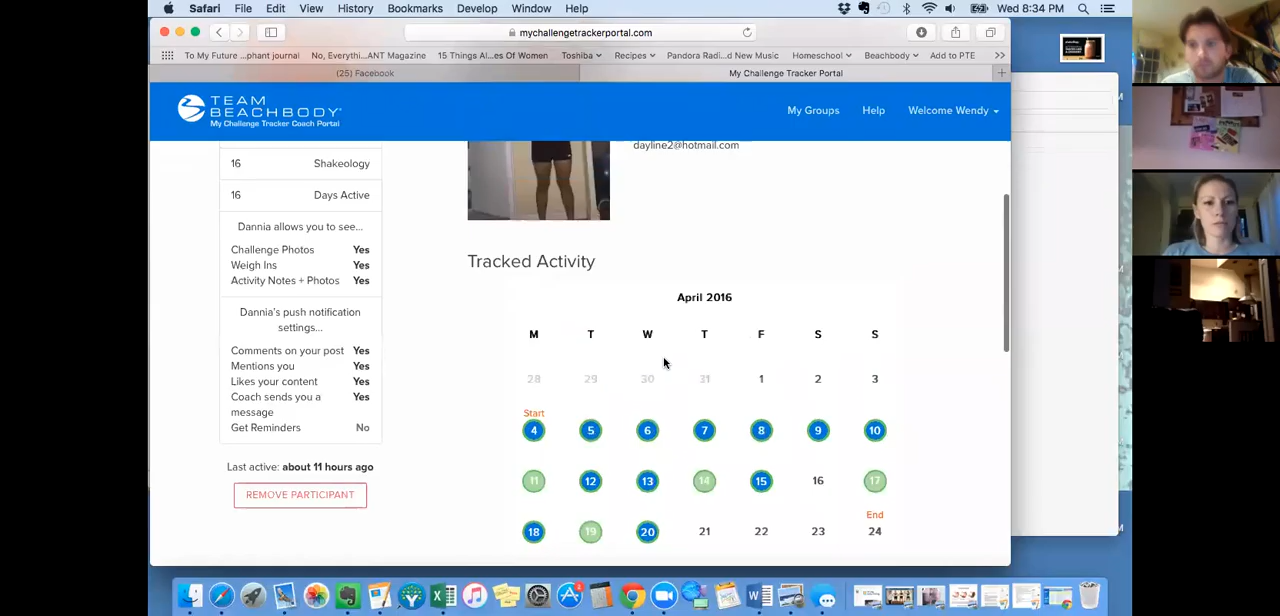 Safari File Edit View History Bookmarks Develop Window Help Wed 8:34 PM
mychallengetrackerportal.com
To My Future ...phant journal No, Everythi...ANT Magazine 15 Things Al...es Of Women Toshiba Recipes Pandora Radi...d New Music Homeschool Beachbody Add to PTE >>
(25) Facebook My Challenge Tracker Portal +
TEAM
BEACHBODY
My Challenge Tracker Coach Portal
My Groups Help Welcome Wendy
dayline2@hotmail.com
16 Shakeology
16 Days Active
Dannia allows you to see...
Challenge Photos Yes
Weigh Ins Yes
Activity Notes + Photos Yes
Dannia's push notification
settings...
Comments on your post Yes
Mentions you Yes
Likes your content Yes
Coach sends you a
message Yes
Get Reminders No
Last active: about 11 hours ago
REMOVE PARTICIPANT
Tracked Activity
April 2016
M T W T F S S
28 29 30 31 1 2 3
Start
4 5 6 7 8 9 10
11 12 13 14 15 16 17
End
18 19 20 21 22 23 24